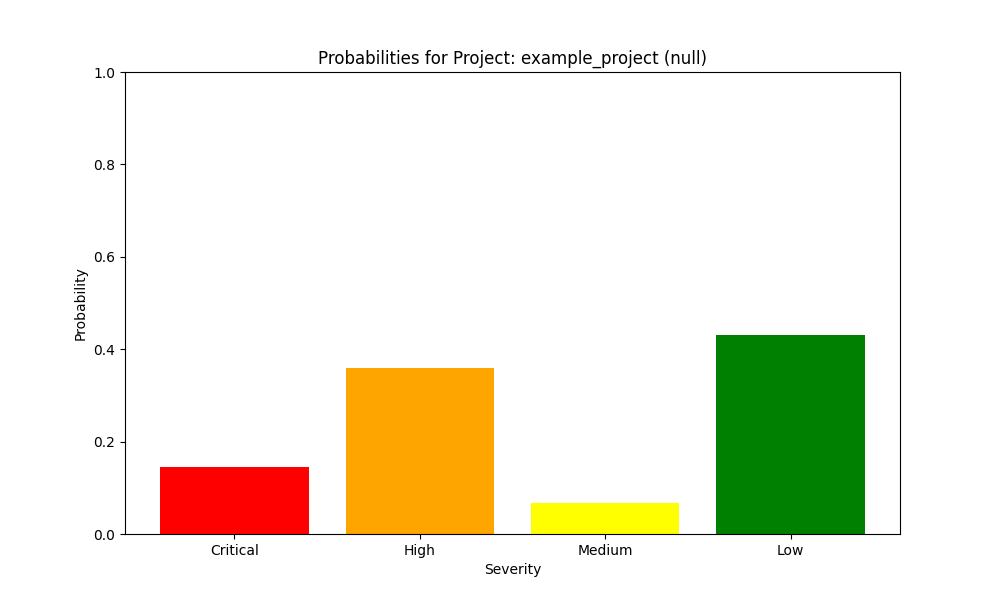 Probabilities for Project: example_project (null)
1.0
0.8
0.6
0.4
0.2
0.0
Probability
Critical
High
Medium
Low
Severity